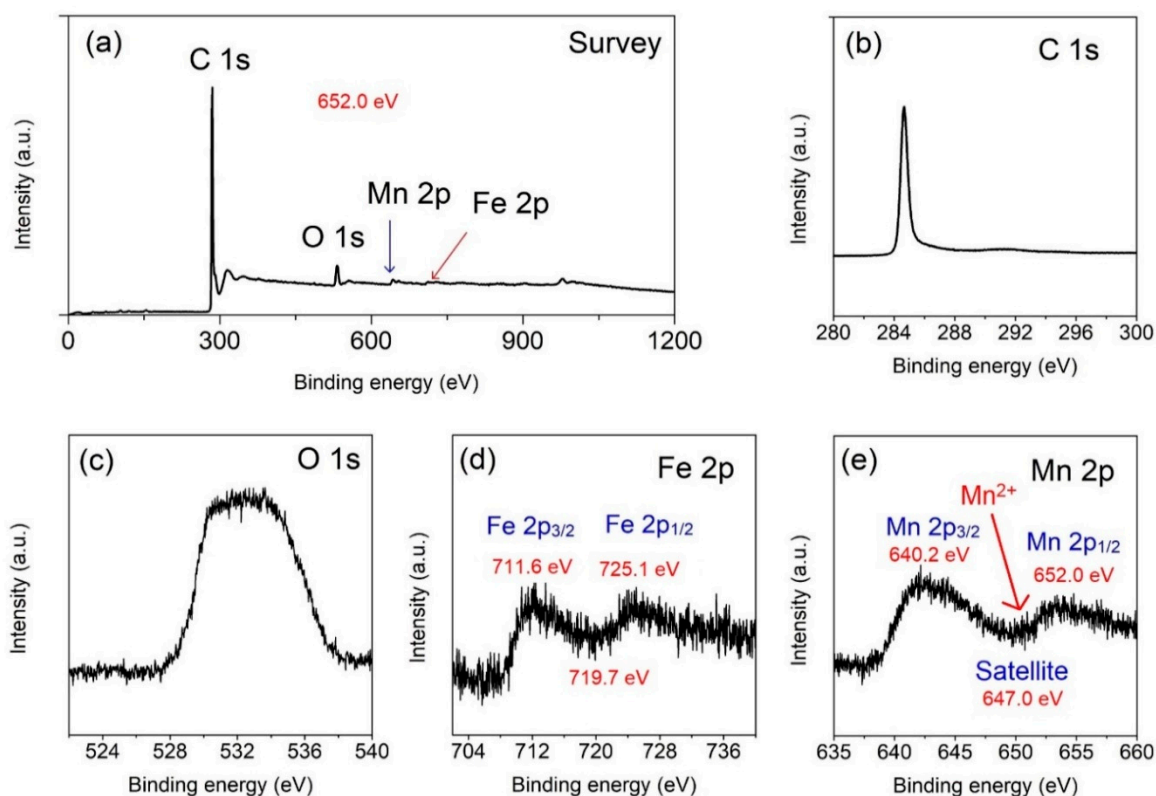 (a)
Survey
C 1s
652.0 eV
Mn 2p
Fe 2p
O 1s
Intensity (a.u.)
0 300 600 900 1200
Binding energy (eV)
(b)
C 1s
Intensity (a.u.)
280 284 288 292 296 300
Binding energy (eV)
(c)
O 1s
Intensity (a.u.)
524 528 532 536 540
Binding energy (eV)
(d)
Fe 2p
Fe 2p3/2 Fe 2p1/2
711.6 eV 725.1 eV
719.7 eV
Intensity (a.u.)
704 712 720 728 736
Binding energy (eV)
(e)
Mn 2p
Mn2+
Mn 2p3/2
640.2 eV
Mn 2p1/2
652.0 eV
Satellite
647.0 eV
Intensity (a.u.)
635 640 645 650 655 660
Binding energy (eV)